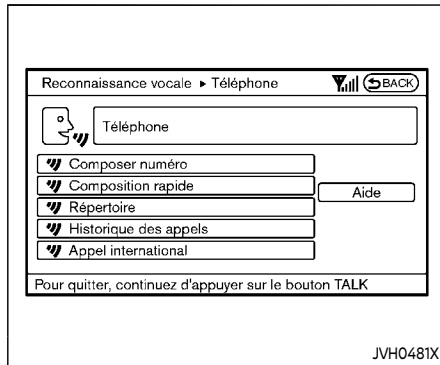 Reconnaissance vocale ▸ Téléphone BACK
Téléphone
Composer numéro
Composition rapide
Aide
Répertoire
Historique des appels
Appel international
Pour quitter, continuez d'appuyer sur le bouton TALK
JVH0481X